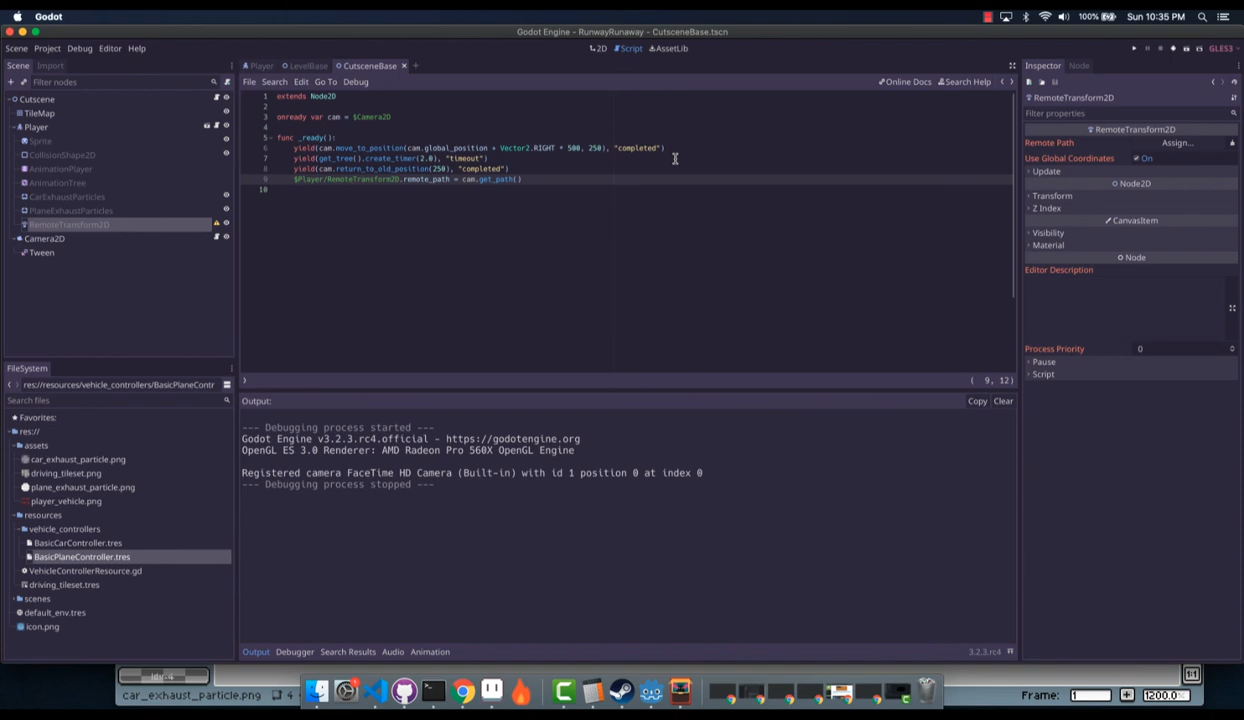 Godot
100%
Sun 10:35 PM
Godot Engine - RunwayRunaway - CutsceneBase.tscn
Scene Project Debug Editor Help
2D Script AssetLib
GLES3
Scene Import
Filter nodes
Cutscene
TileMap
Player
Sprite
CollisionShape2D
AnimationPlayer
AnimationTree
CarExhaustParticles
PlaneExhaustParticles
RemoteTransform2D
Camera2D
Tween
FileSystem
res://resources/vehicle_controllers/BasicPlaneContr
Search files
Favorites:
res://
assets
car_exhaust_particle.png
driving_tileset.png
plane_exhaust_particle.png
player_vehicle.png
resources
vehicle_controllers
BasicCarController.tres
BasicPlaneController.tres
VehicleControllerResource.gd
driving_tileset.tres
scenes
default_env.tres
icon.png
Player LevelBase CutsceneBase
File Search Edit Go To Debug
Online Docs Search Help
1 extends Node2D
2
3 onready var cam = $Camera2D
4
5 func _ready():
6 yield(cam.move_to_position(cam.global_position + Vector2.RIGHT * 500, 250), "completed")
7 yield(get_tree().create_timer(2.0), "timeout")
8 yield(cam.return_to_old_position(250), "completed")
9 $Player/RemoteTransform2D.remote_path = cam.get_path()
10
( 9, 12)
Output:
Copy Clear
--- Debugging process started ---
Godot Engine v3.2.3.rc4.official - https://godotengine.org
OpenGL ES 3.0 Renderer: AMD Radeon Pro 560X OpenGL Engine
Registered camera FaceTime HD Camera (Built-in) with id 1 position 0 at index 0
--- Debugging process stopped ---
Output Debugger Search Results Audio Animation
3.2.3.rc4
Inspector Node
RemoteTransform2D
Filter properties
RemoteTransform2D
Remote Path Assign...
Use Global Coordinates On
Update
Node2D
Transform
Z Index
CanvasItem
Visibility
Material
Node
Editor Description
Process Priority 0
Pause
Script
Idx-4
car_exhaust_particle.png
4
Frame: 1
1200.0
1:1